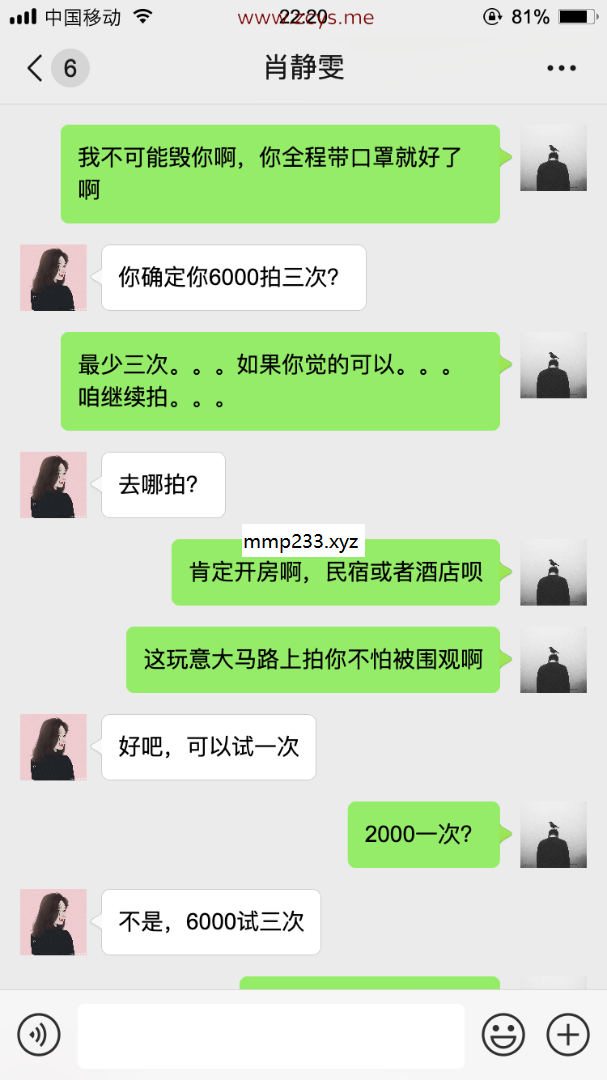 中国移动
www.zcys.me
22:20
81%
6
肖静雯
我不可能毁你啊，你全程带口罩就好了
啊
你确定你6000拍三次？
最少三次。。。如果你觉的可以。。。
咱继续拍。。。
去哪拍？
mmp233.xyz
肯定开房啊，民宿或者酒店呗
这玩意大马路上拍你不怕被围观啊
好吧，可以试一次
2000一次？
不是，6000试三次